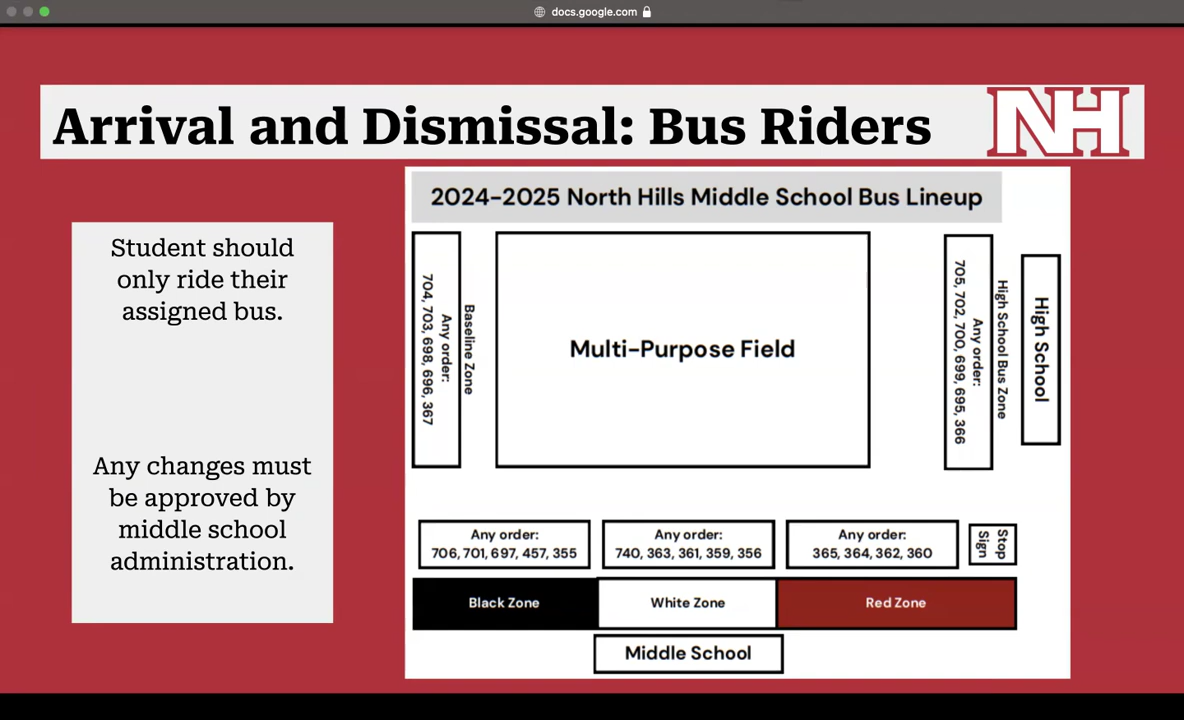 docs.google.com
Arrival and Dismissal: Bus Riders
NH
Student should
only ride their
assigned bus.
Any changes must
be approved by
middle school
administration.
2024-2025 North Hills Middle School Bus Lineup
Baseline Zone
Any order:
704, 703, 698, 696, 367
Multi-Purpose Field
High School
High School Bus Zone
Any order:
705, 702, 700, 699, 695, 366
Any order:
706, 701, 697, 457, 355
Any order:
740, 363, 361, 359, 356
Any order:
365, 364, 362, 360
Stop
Sign
Black Zone
White Zone
Red Zone
Middle School